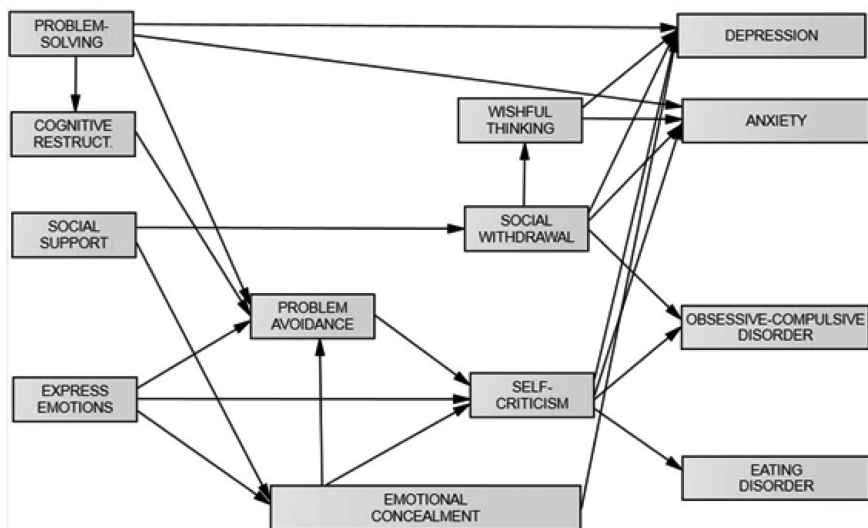 PROBLEM-
SOLVING
DEPRESSION
COGNITIVE
RESTRUCT.
WISHFUL
THINKING
ANXIETY
SOCIAL
SUPPORT
SOCIAL
WITHDRAWAL
PROBLEM
AVOIDANCE
OBSESSIVE-COMPULSIVE
DISORDER
EXPRESS
EMOTIONS
SELF-
CRITICISM
EMOTIONAL
CONCEALMENT
EATING
DISORDER